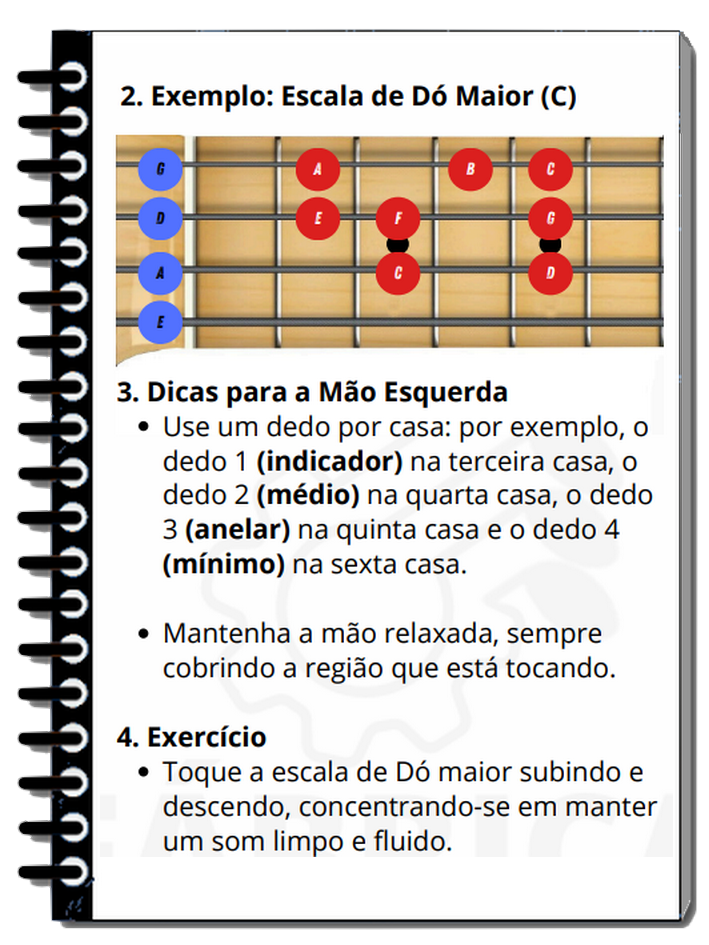 2. Exemplo: Escala de Dó Maior (C)
G A B C
D E F G
A C D
E
3. Dicas para a Mão Esquerda
• Use um dedo por casa: por exemplo, o
dedo 1 (indicador) na terceira casa, o
dedo 2 (médio) na quarta casa, o dedo
3 (anelar) na quinta casa e o dedo 4
(mínimo) na sexta casa.
• Mantenha a mão relaxada, sempre
cobrindo a região que está tocando.
4. Exercício
• Toque a escala de Dó maior subindo e
descendo, concentrando-se em manter
um som limpo e fluido.